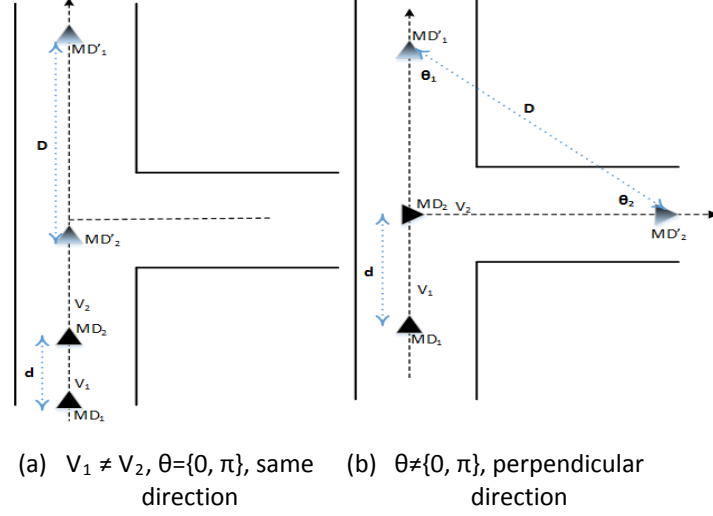 MD'₁
D
MD'₂
V₂
MD₂
d
V₁
MD₁
MD'₁
θ₁
D
MD₂
V₂
θ₂
MD'₂
d
V₁
MD₁
(a) V₁ ≠ V₂, θ={0, π}, same
direction
(b) θ≠{0, π}, perpendicular
direction